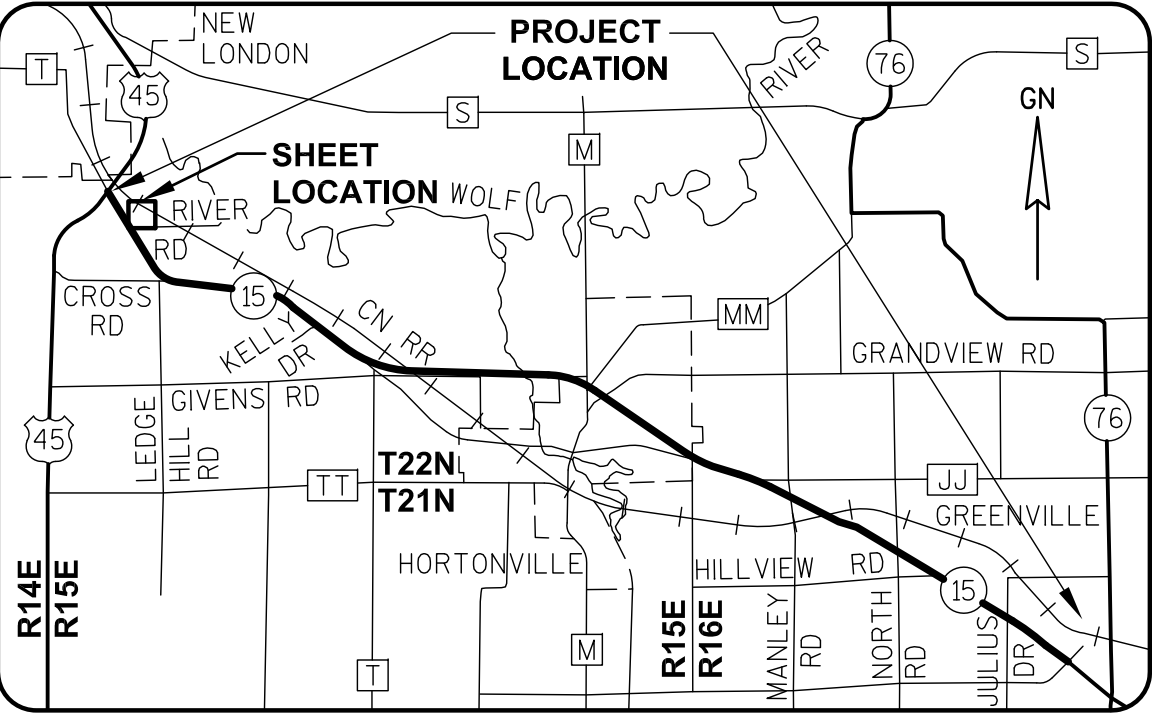 NEW
LONDON
PROJECT
LOCATION
RIVER
76
S
GN
T
45
S
M
SHEET
LOCATION
WOLF
RIVER
RD
CROSS
RD
15
CN RR
MM
KELLY
DR
GRANDVIEW RD
GIVENS RD
LEDGE
HILL
RD
45
76
T22N
T21N
TT
JJ
GREENVILLE
HORTONVILLE
HILLVIEW RD
15
R14E
R15E
R15E
R16E
MANLEY
RD
NORTH
RD
JULIUS
DR
M
T